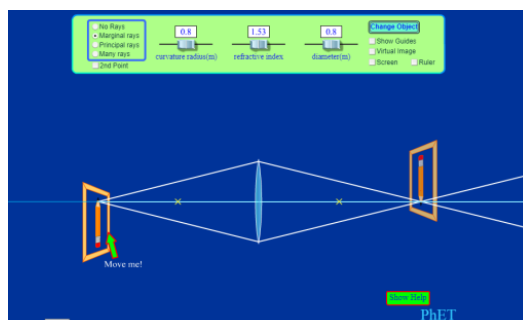 No Rays
Marginal rays
Principal rays
Many rays
2nd Point
0.8
curvature radius(m)
1.53
refractive index
0.8
diameter(m)
Change Object
Show Guides
Virtual Image
Screen
Ruler
Move me!
Show Help
PhET